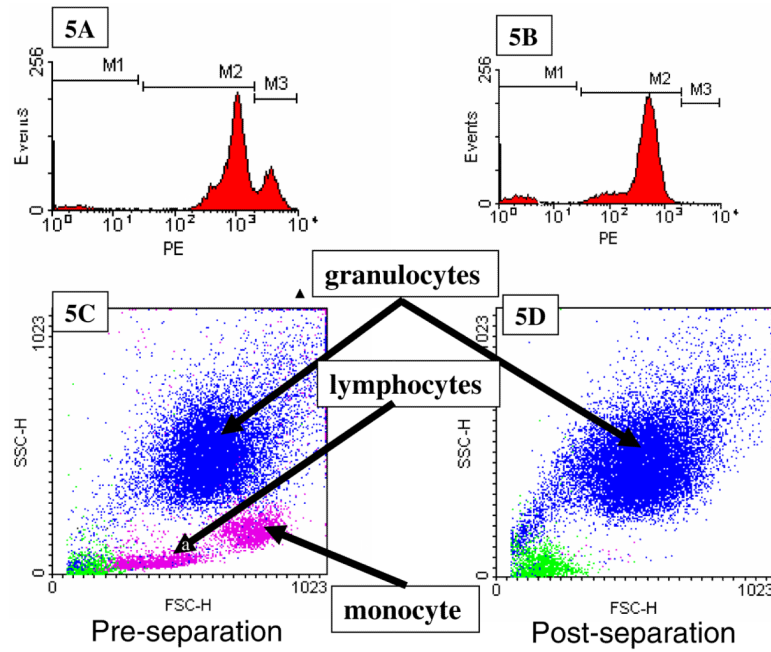 5A
256
M1
M2
M3
Events
0
10⁰ 10¹ 10² 10³ 10⁴
PE
5B
256
M1
M2
M3
Events
0
10⁰ 10¹ 10² 10³ 10⁴
PE
granulocytes
lymphocytes
monocyte
5C
1023
SSC-H
0
a
0 1023
FSC-H
Pre-separation
5D
1023
SSC-H
0
0 1023
FSC-H
Post-separation